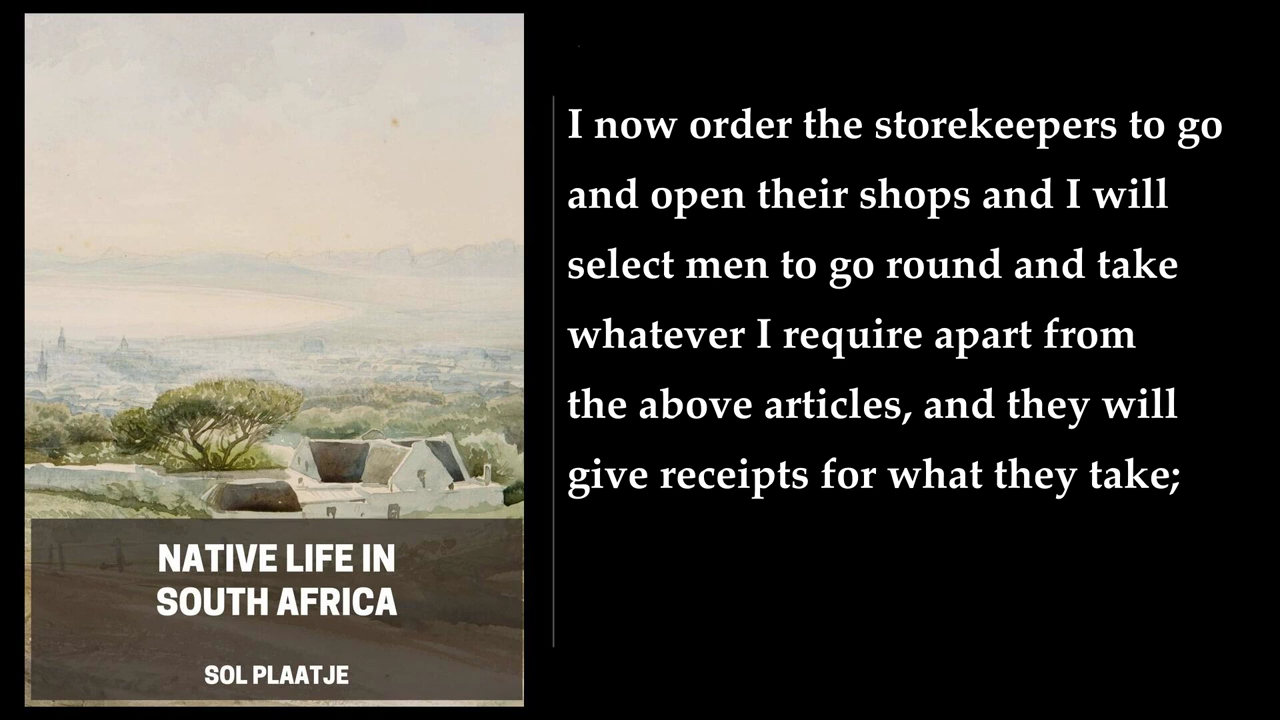 NATIVE LIFE IN
SOUTH AFRICA
SOL PLAATJE
I now order the storekeepers to go
and open their shops and I will
select men to go round and take
whatever I require apart from
the above articles, and they will
give receipts for what they take;